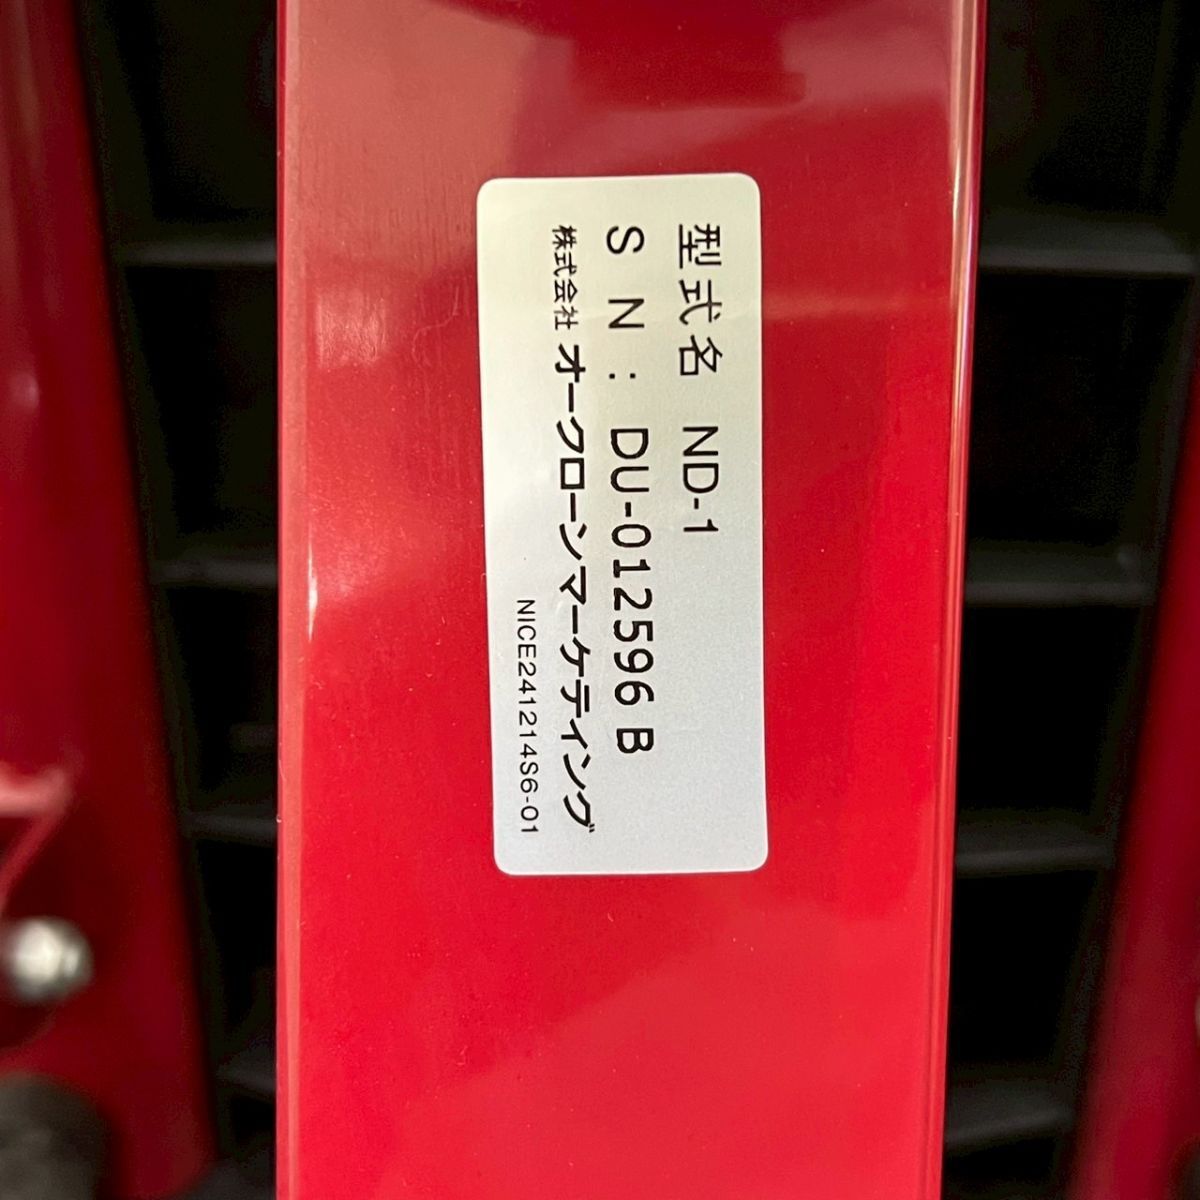 型式名 ND-1
S N : DU-012596 B
株式会社 オークローンマーケティング
NICE241214S6-01